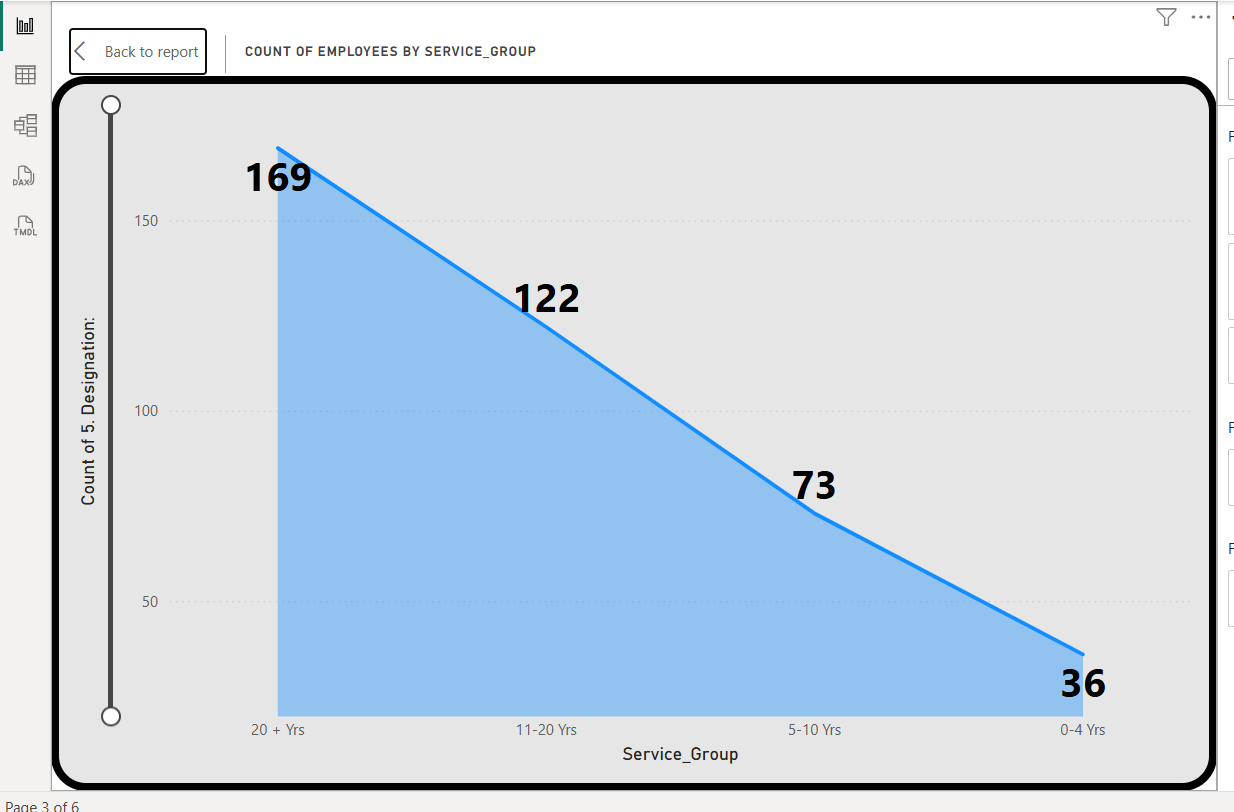 Back to report
COUNT OF EMPLOYEES BY SERVICE_GROUP
DAX
TMDL
Count of 5. Designation:
150
100
50
169
122
73
36
20 + Yrs
11-20 Yrs
5-10 Yrs
0-4 Yrs
Service_Group
Page 3 of 6